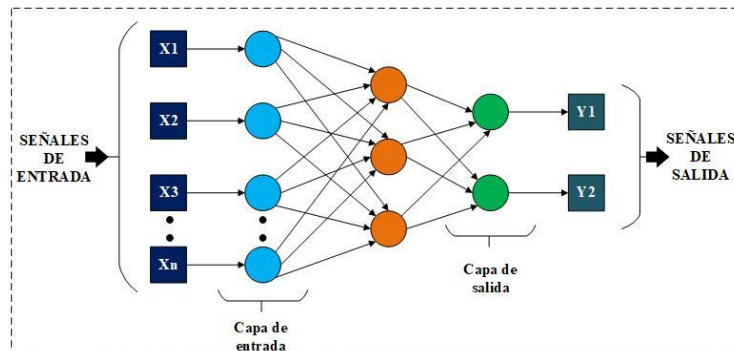 SEÑALES
DE
ENTRADA
X1
X2
X3
Xn
Capa de
entrada
Capa de
salida
Y1
Y2
SEÑALES
DE
SALIDA